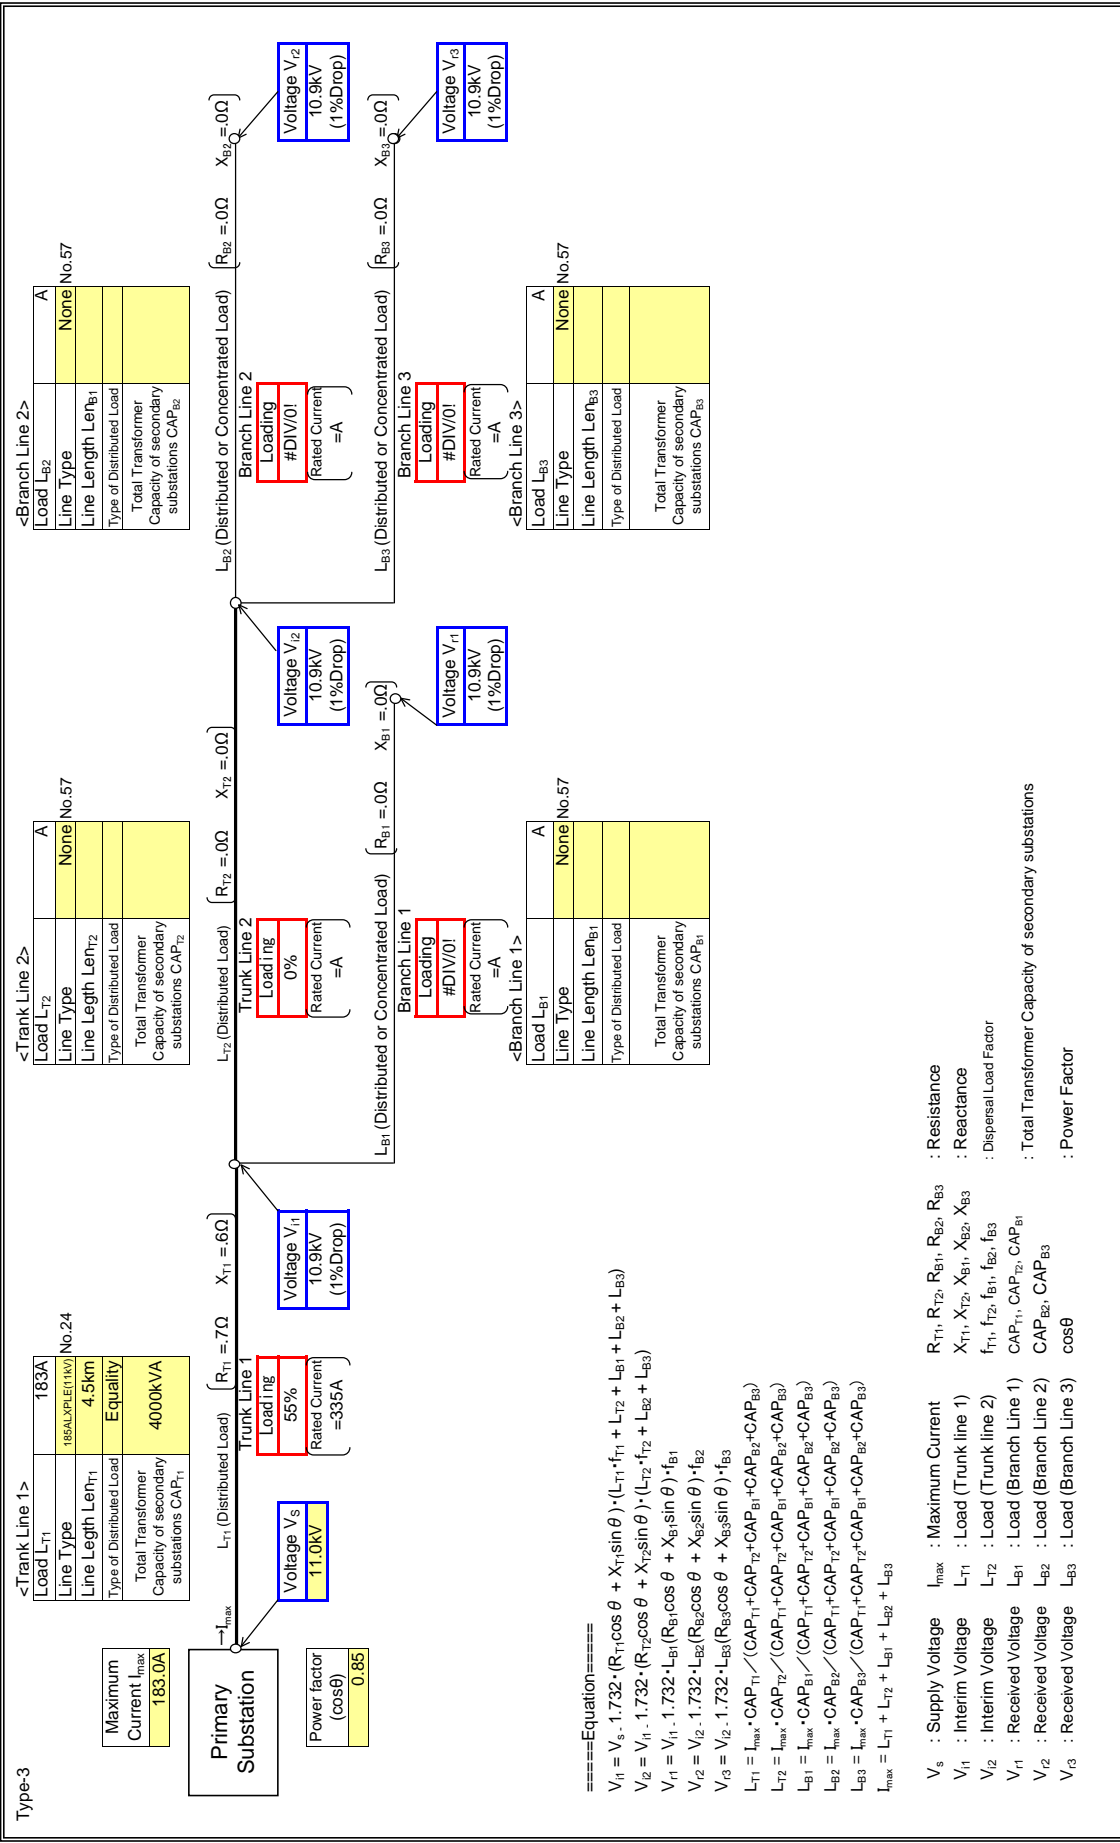 Type-3
<Trank Line 1>
Load LT1 183A
Line Type 185ALXPLE(11kV) No.24
Line Legth LenT1 4.5km
Type of Distributed Load Equality
Total Transformer
Capacity of secondary
substations CAPT1
4000kVA
<Trank Line 2>
Load LT2 A
Line Type None No.57
Line Legth LenT2
Type of Distributed Load
Total Transformer
Capacity of secondary
substations CAPT2
<Branch Line 2>
Load LB2 A
Line Type None No.57
Line Length LenB1
Type of Distributed Load
Total Transformer
Capacity of secondary
substations CAPB2
Maximum
Current Imax
183.0A
Primary
Substation
Power factor
(cosθ)
0.85
→Imax
Voltage Vs
11.0kV
LT1 (Distributed Load)
RT1 =.7Ω XT1 =.6Ω
Trunk Line 1
Loading
55%
Rated Current
=335A
Voltage Vi1
10.9kV
(1%Drop)
LT2 (Distributed Load)
RT2 =.0Ω XT2 =.0Ω
Trunk Line 2
Loading
0%
Rated Current
=A
Voltage Vi2
10.9kV
(1%Drop)
LB2 (Distributed or Concentrated Load)
RB2 =.0Ω XB2 =.0Ω
Branch Line 2
Loading
#DIV/0!
Rated Current
=A
Voltage Vr2
10.9kV
(1%Drop)
LB1 (Distributed or Concentrated Load)
RB1 =.0Ω XB1 =.0Ω
Branch Line 1
Loading
#DIV/0!
Rated Current
=A
Voltage Vr1
10.9kV
(1%Drop)
LB3 (Distributed or Concentrated Load)
RB3 =.0Ω XB3 =.0Ω
Branch Line 3
Loading
#DIV/0!
Rated Current
=A
Voltage Vr3
10.9kV
(1%Drop)
<Branch Line 1>
Load LB1 A
Line Type None No.57
Line Length LenB1
Type of Distributed Load
Total Transformer
Capacity of secondary
substations CAPB1
<Branch Line 3>
Load LB3 A
Line Type None No.57
Line Length LenB3
Type of Distributed Load
Total Transformer
Capacity of secondary
substations CAPB3
=====Equation=====
Vi1 = Vs - 1.732・(RT1cos θ + XT1sin θ)・(LT1・fT1 + LT2 + LB1 + LB2 + LB3)
Vi2 = Vi1 - 1.732・(RT2cos θ + XT2sin θ)・(LT2・fT2 + LB2 + LB3)
Vr1 = Vi1 - 1.732・LB1(RB1cos θ + XB1sin θ)・fB1
Vr2 = Vi2 - 1.732・LB2(RB2cos θ + XB2sin θ)・fB2
Vr3 = Vi2 - 1.732・LB3(RB3cos θ + XB3sin θ)・fB3
LT1 = Imax・CAPT1／(CAPT1+CAPT2+CAPB1+CAPB2+CAPB3)
LT2 = Imax・CAPT2／(CAPT1+CAPT2+CAPB1+CAPB2+CAPB3)
LB1 = Imax・CAPB1／(CAPT1+CAPT2+CAPB1+CAPB2+CAPB3)
LB2 = Imax・CAPB2／(CAPT1+CAPT2+CAPB1+CAPB2+CAPB3)
LB3 = Imax・CAPB3／(CAPT1+CAPT2+CAPB1+CAPB2+CAPB3)
Imax = LT1 + LT2 + LB1 + LB2 + LB3
Vs : Supply Voltage Imax : Maximum Current RT1, RT2, RB1, RB2, RB3 : Resistance
Vi1 : Interim Voltage LT1 : Load (Trunk line 1) XT1, XT2, XB1, XB2, XB3 : Reactance
Vi2 : Interim Voltage LT2 : Load (Trunk line 2) fT1, fT2, fB1, fB2, fB3 : Dispersal Load Factor
Vr1 : Received Voltage LB1 : Load (Branch Line 1) CAPT1, CAPT2, CAPB1 : Total Transformer Capacity of secondary substations
Vr2 : Received Voltage LB2 : Load (Branch Line 2) CAPB2, CAPB3
Vr3 : Received Voltage LB3 : Load (Branch Line 3) cosθ : Power Factor